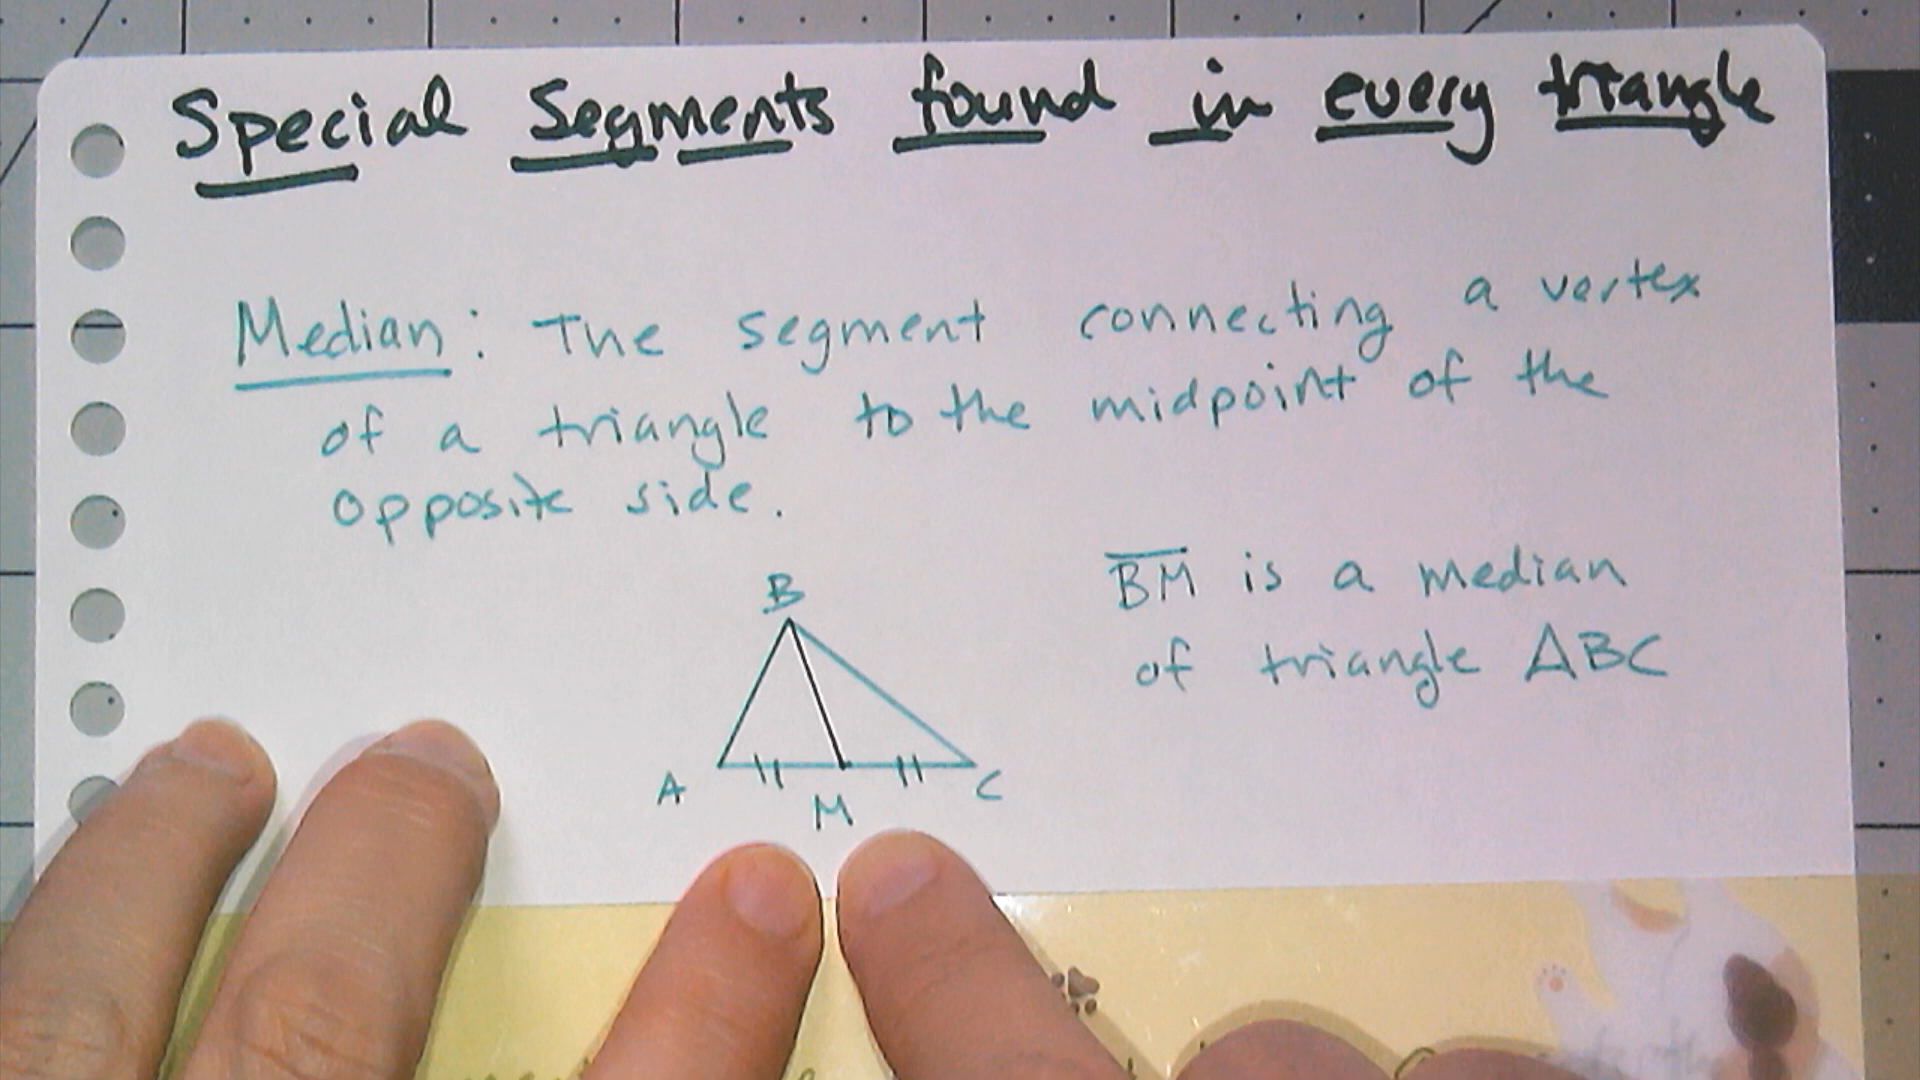 Special Segments found in every triangle
Median: The segment connecting a vertex
of a triangle to the midpoint of the
opposite side.
B
A
M
C
BM is a median
of triangle ABC